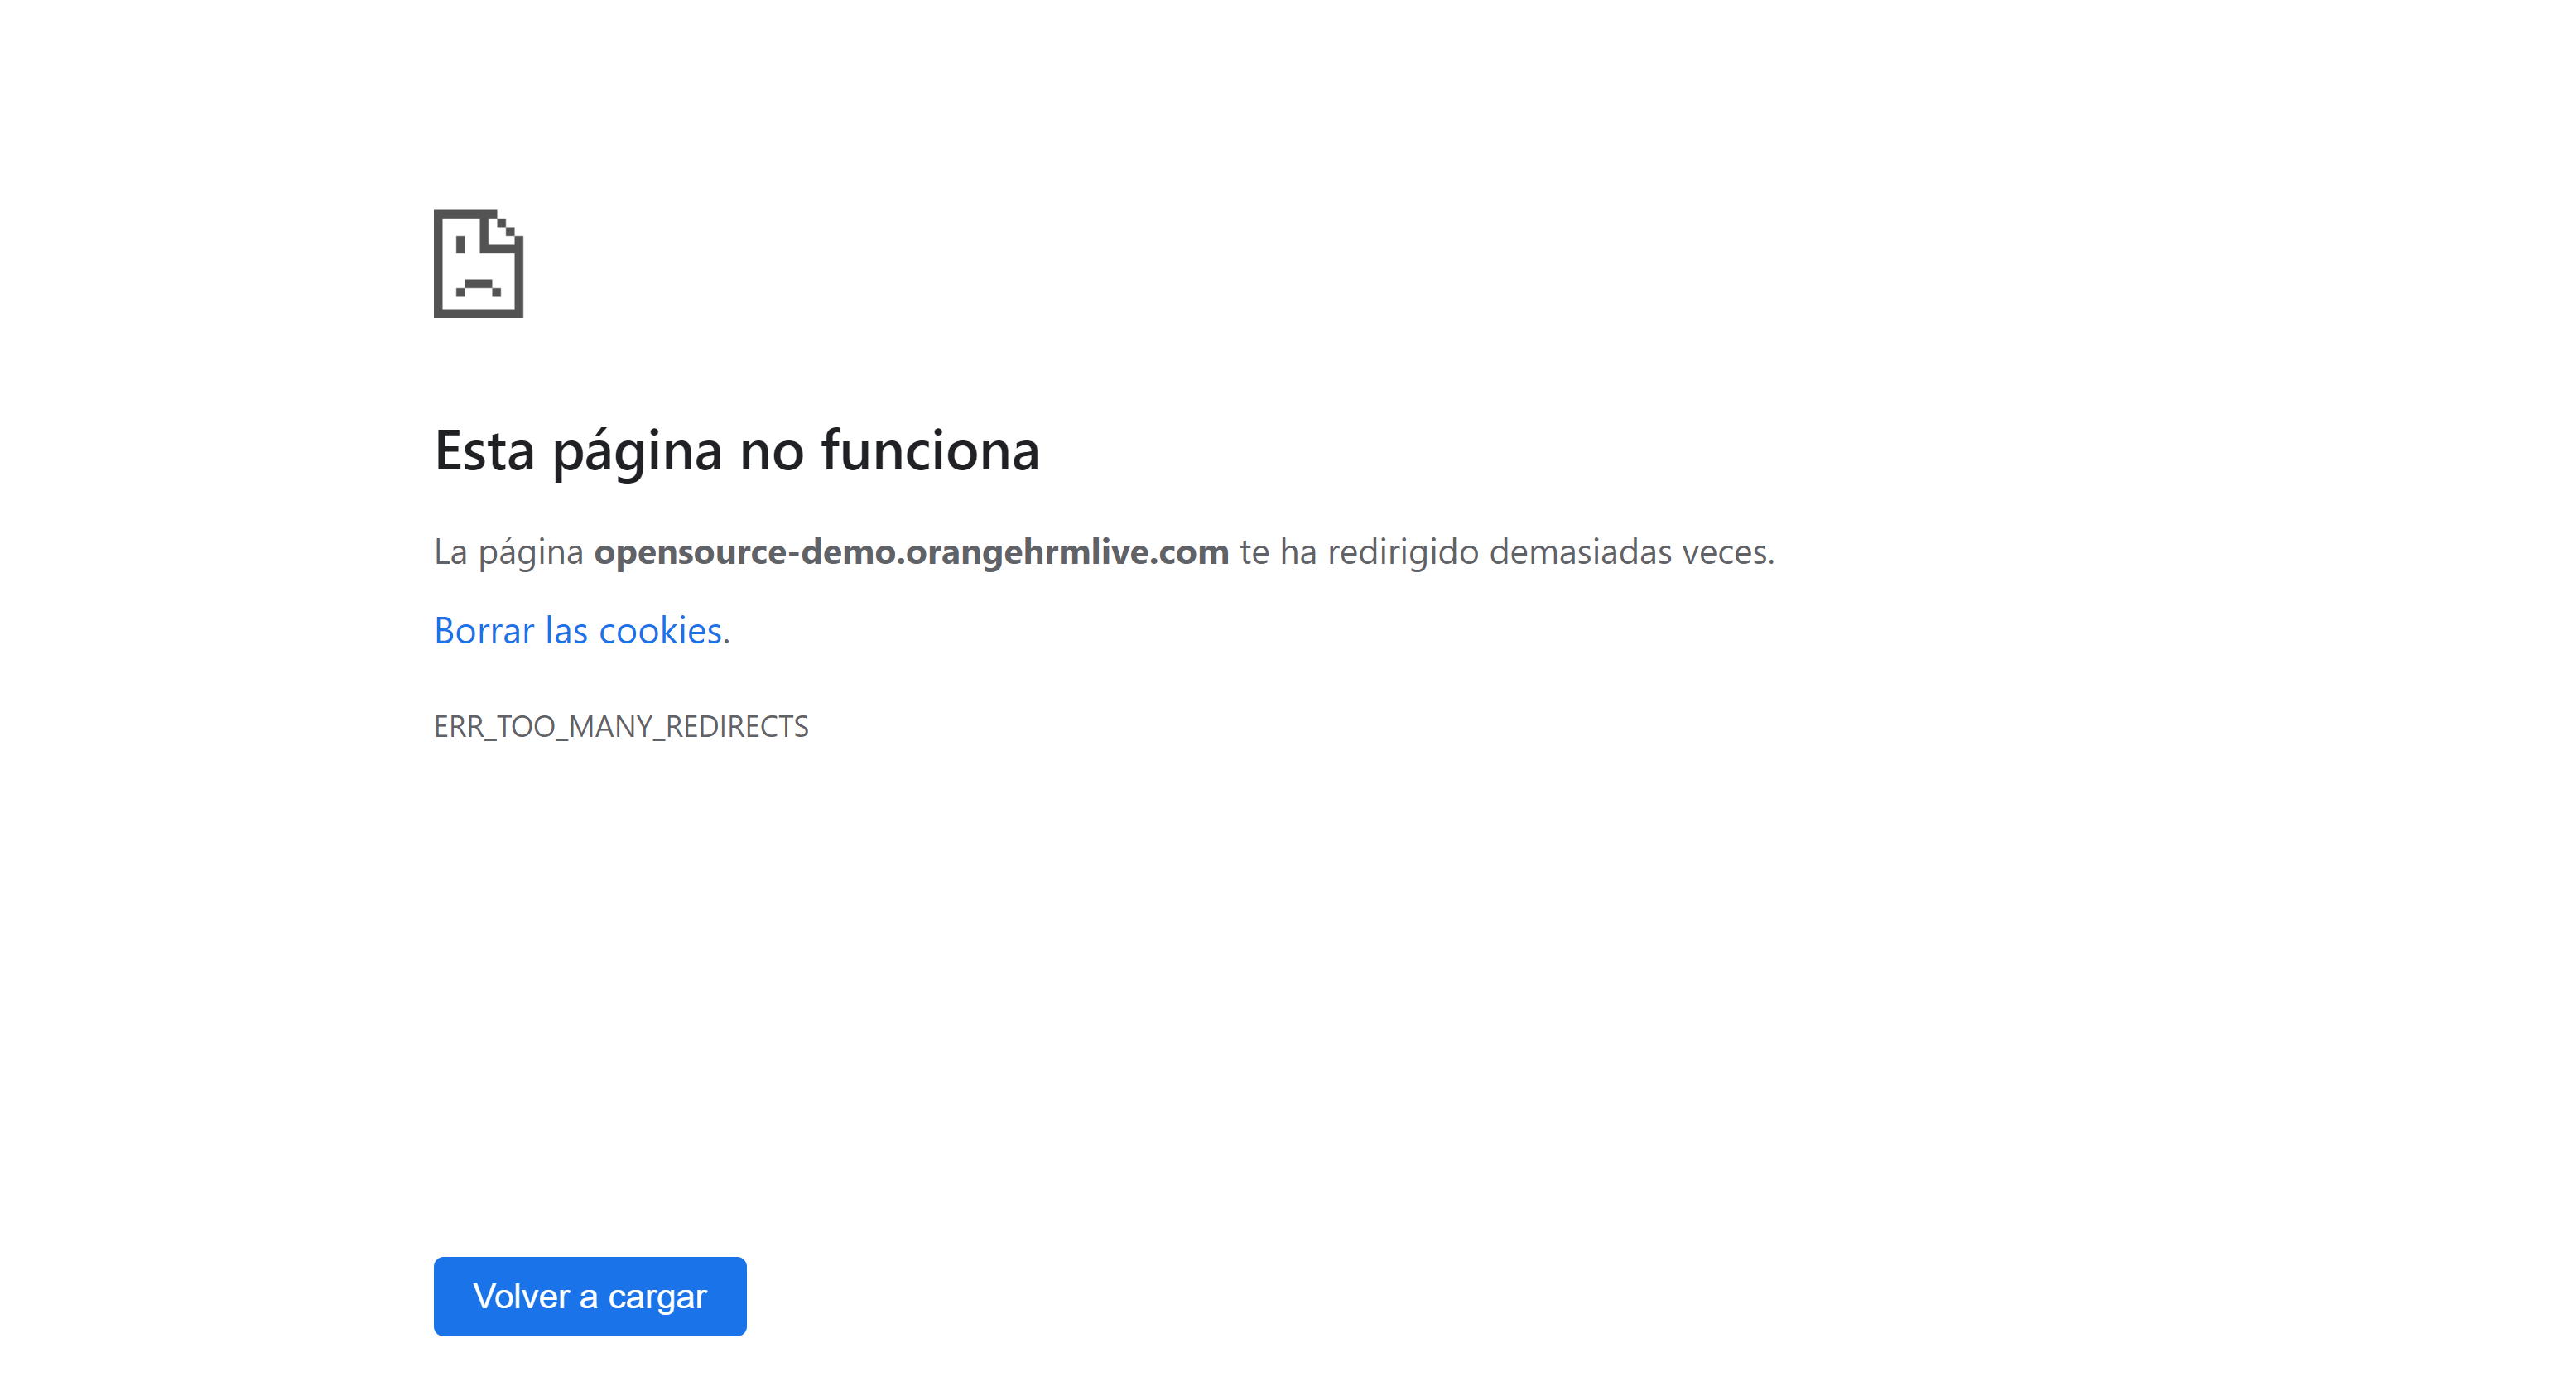 Esta página no funciona
La página opensource-demo.orangehrmlive.com te ha redirigido demasiadas veces.
Borrar las cookies.
ERR_TOO_MANY_REDIRECTS
Volver a cargar